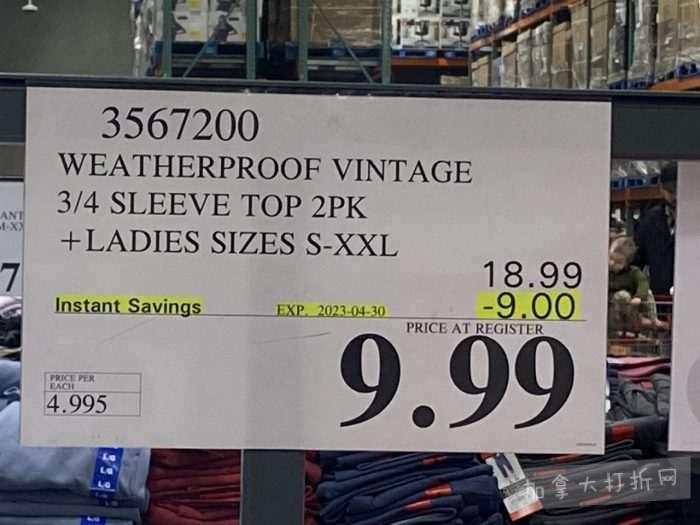 3567200
WEATHERPROOF VINTAGE
3/4 SLEEVE TOP 2PK
+LADIES SIZES S-XXL
18.99
Instant Savings EXP. 2023-04-30 -9.00
PRICE AT REGISTER
9.99
PRICE PER
EACH
4.995
7
L/G
L/G
L/G
L/G
加拿大打折网